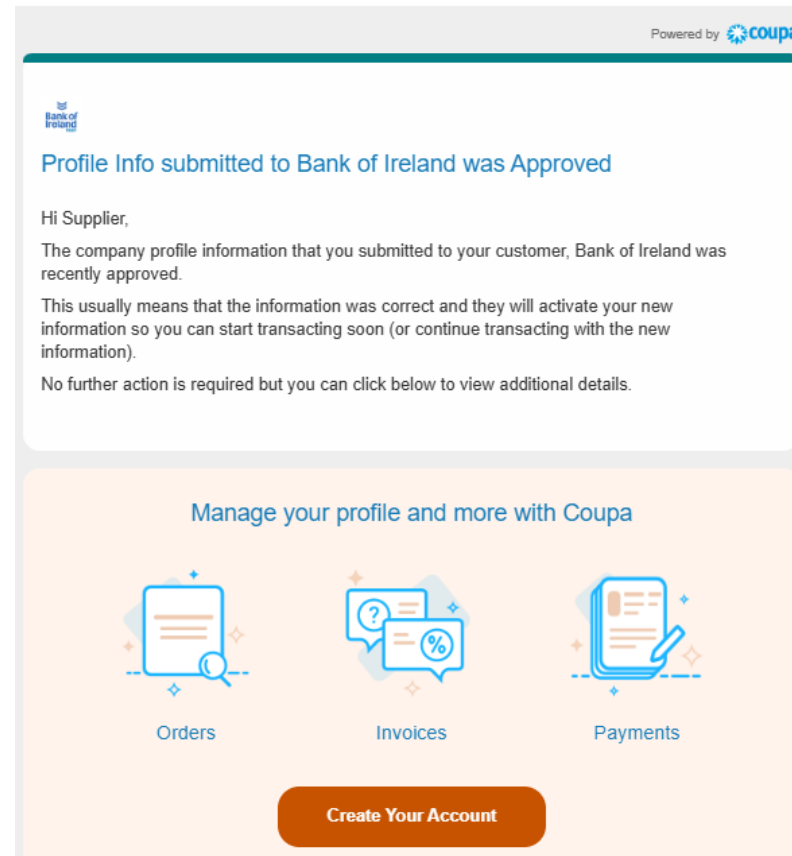 Powered by coupa
Bank of
Ireland
Profile Info submitted to Bank of Ireland was Approved
Hi Supplier,
The company profile information that you submitted to your customer, Bank of Ireland was
recently approved.
This usually means that the information was correct and they will activate your new
information so you can start transacting soon (or continue transacting with the new
information).
No further action is required but you can click below to view additional details.
Manage your profile and more with Coupa
?
%
Orders
Invoices
Payments
Create Your Account